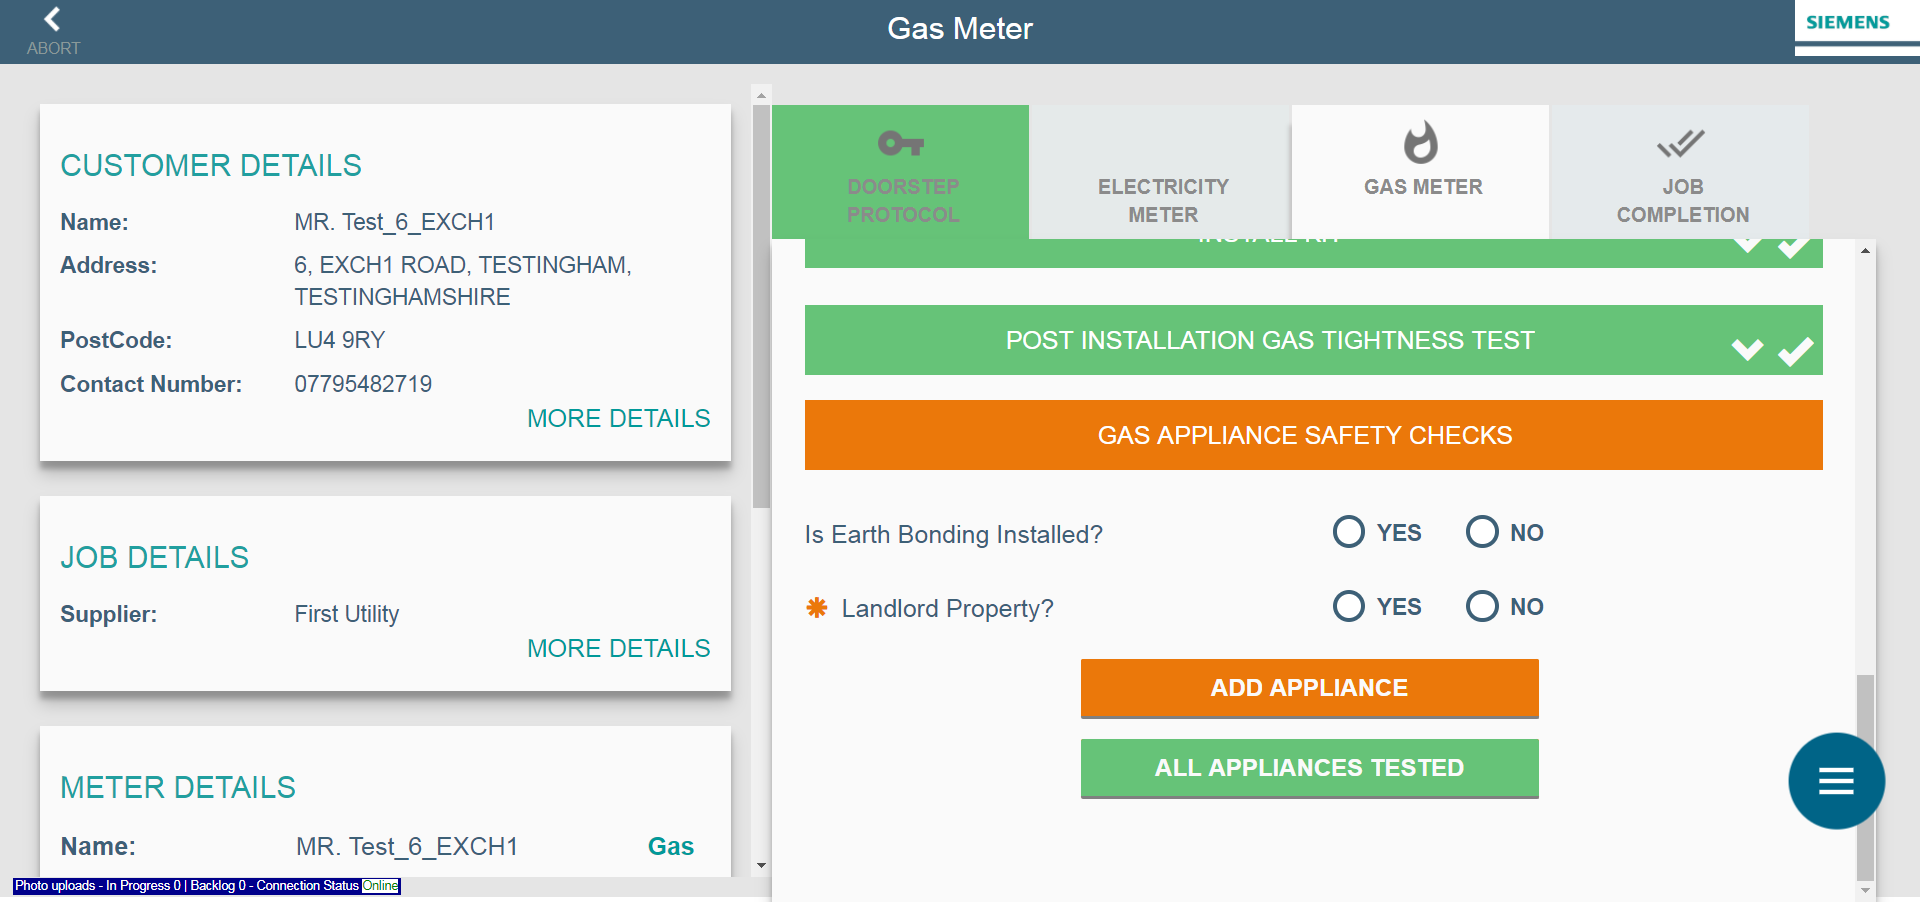 ABORT
Gas Meter
SIEMENS
CUSTOMER DETAILS
Name: MR. Test_6_EXCH1
Address: 6, EXCH1 ROAD, TESTINGHAM,
TESTINGHAMSHIRE
PostCode: LU4 9RY
Contact Number: 07795482719
MORE DETAILS
JOB DETAILS
Supplier: First Utility
MORE DETAILS
METER DETAILS
Name: MR. Test_6_EXCH1 Gas
Photo uploads - In Progress 0 | Backlog 0 - Connection Status Online
DOORSTEP
PROTOCOL
ELECTRICITY
METER
GAS METER
JOB
COMPLETION
INSTALL KIT
POST INSTALLATION GAS TIGHTNESS TEST
GAS APPLIANCE SAFETY CHECKS
Is Earth Bonding Installed? YES NO
✱ Landlord Property? YES NO
ADD APPLIANCE
ALL APPLIANCES TESTED